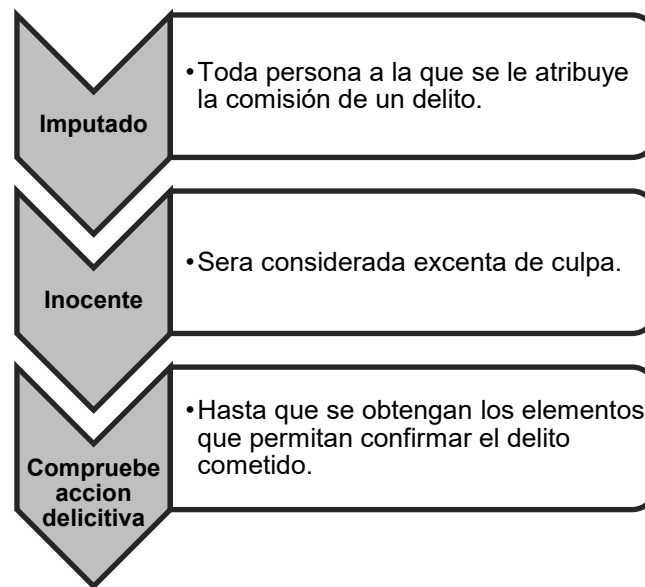 Imputado
•Toda persona a la que se le atribuye
la comisión de un delito.
Inocente
•Sera considerada excenta de culpa.
Compruebe
accion
delicitiva
•Hasta que se obtengan los elementos
que permitan confirmar el delito
cometido.